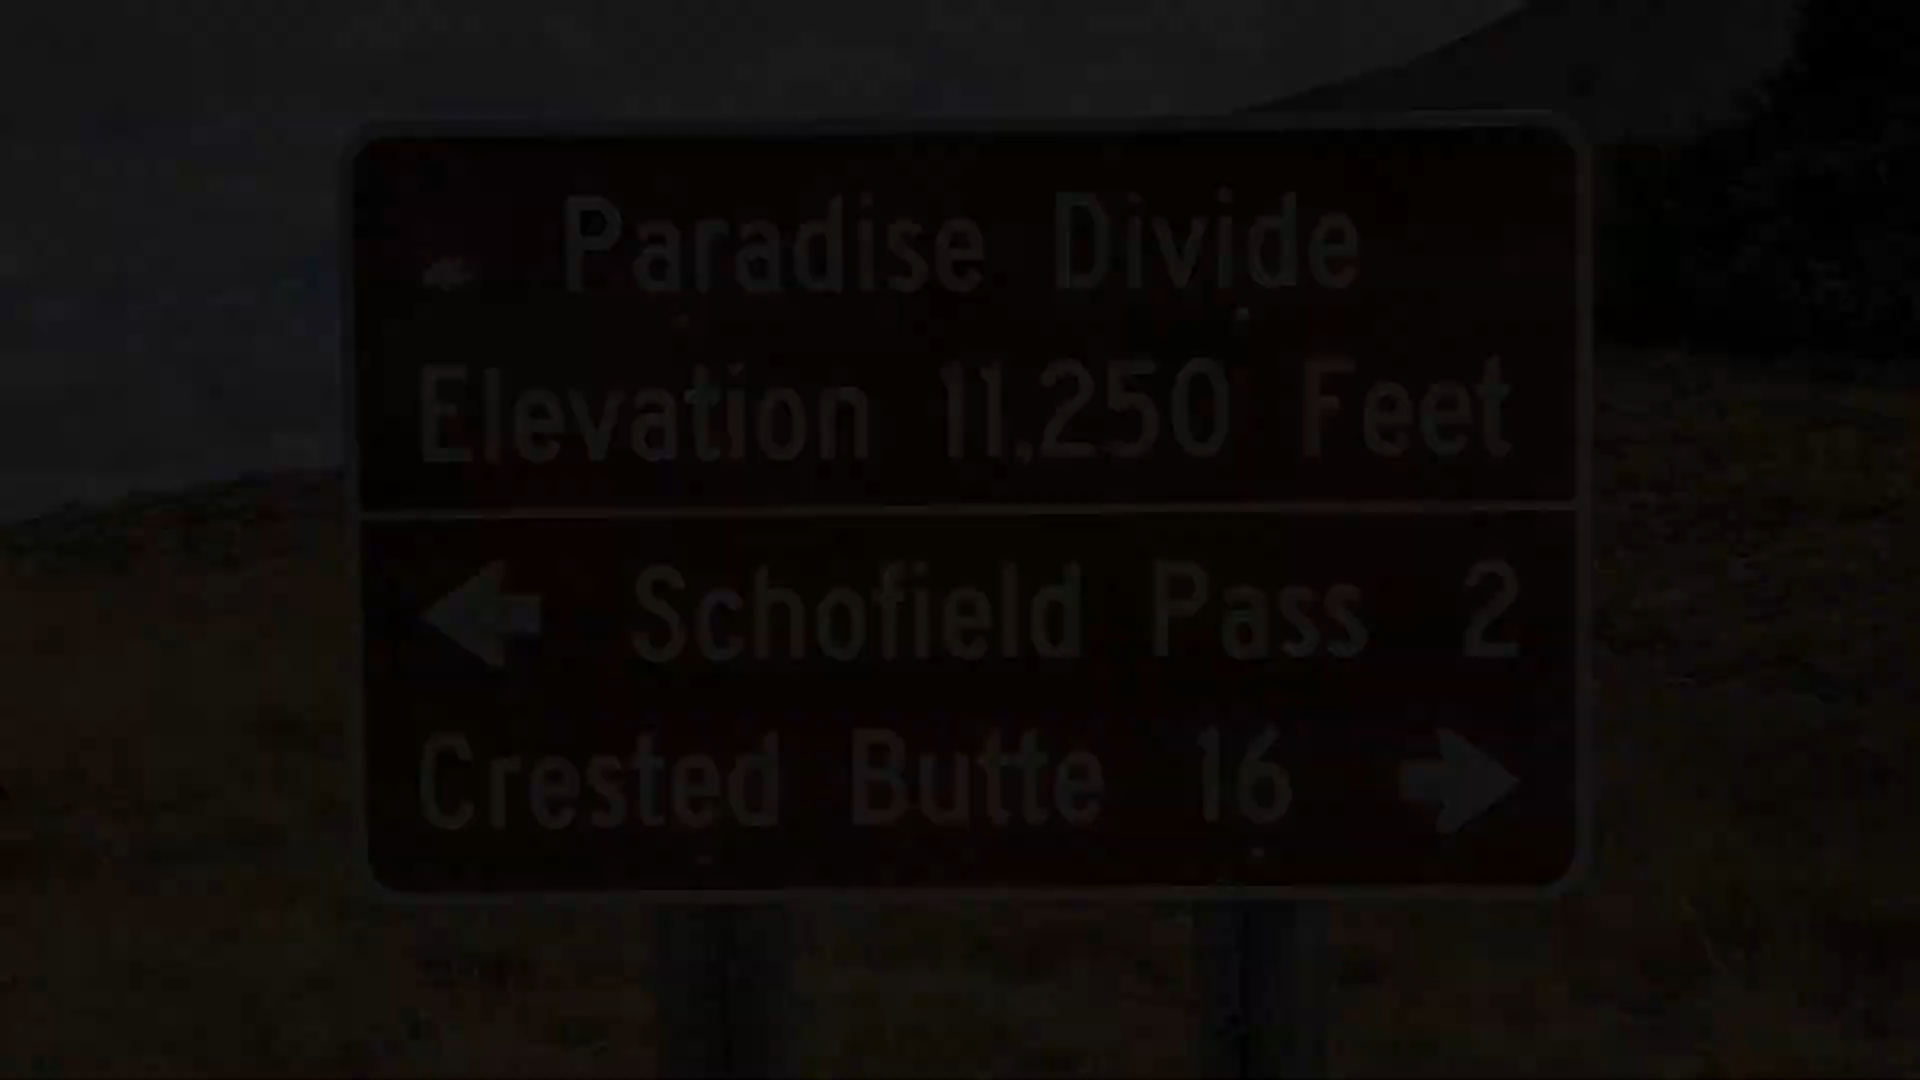 Paradise Divide
Elevation 11,250 Feet
Schofield Pass 2
Crested Butte 16